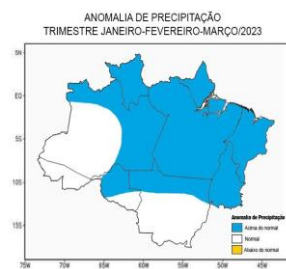 ANOMALIA DE PRECIPITAÇÃO
TRIMESTRE JANEIRO-FEVEREIRO-MARÇO/2023
5N
EQ
5S
10S
15S
75W 70W 65W 60W 55W 50W 45W
Anomalia de Precipitação
Acima do normal
Normal
Abaixo do normal